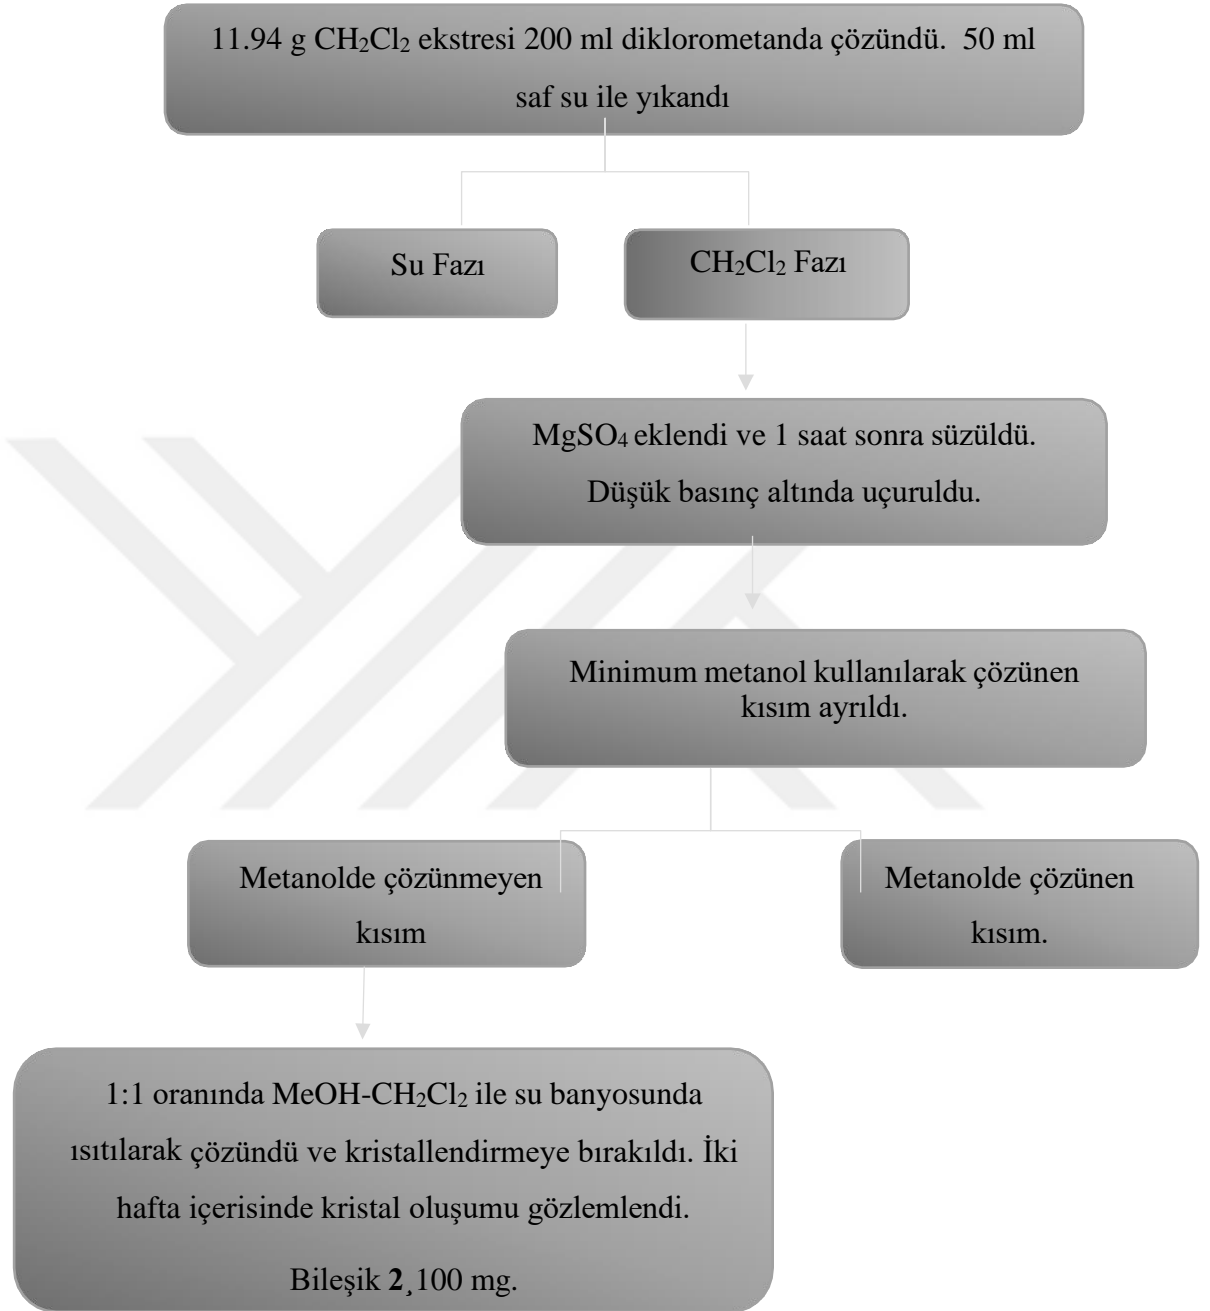 11.94 g CH₂Cl₂ ekstresi 200 ml diklorometanda çözündü. 50 ml
saf su ile yıkandı
Su Fazı
CH₂Cl₂ Fazı
MgSO₄ eklendi ve 1 saat sonra süzüldü.
Düşük basınç altında uçuruldu.
Minimum metanol kullanılarak çözünen
kısım ayrıldı.
Metanolde çözünmeyen
kısım
Metanolde çözünen
kısım.
1:1 oranında MeOH-CH₂Cl₂ ile su banyosunda
ısıtılarak çözündü ve kristallendirmeye bırakıldı. İki
hafta içerisinde kristal oluşumu gözlemlendi.
Bileşik 2¸100 mg.